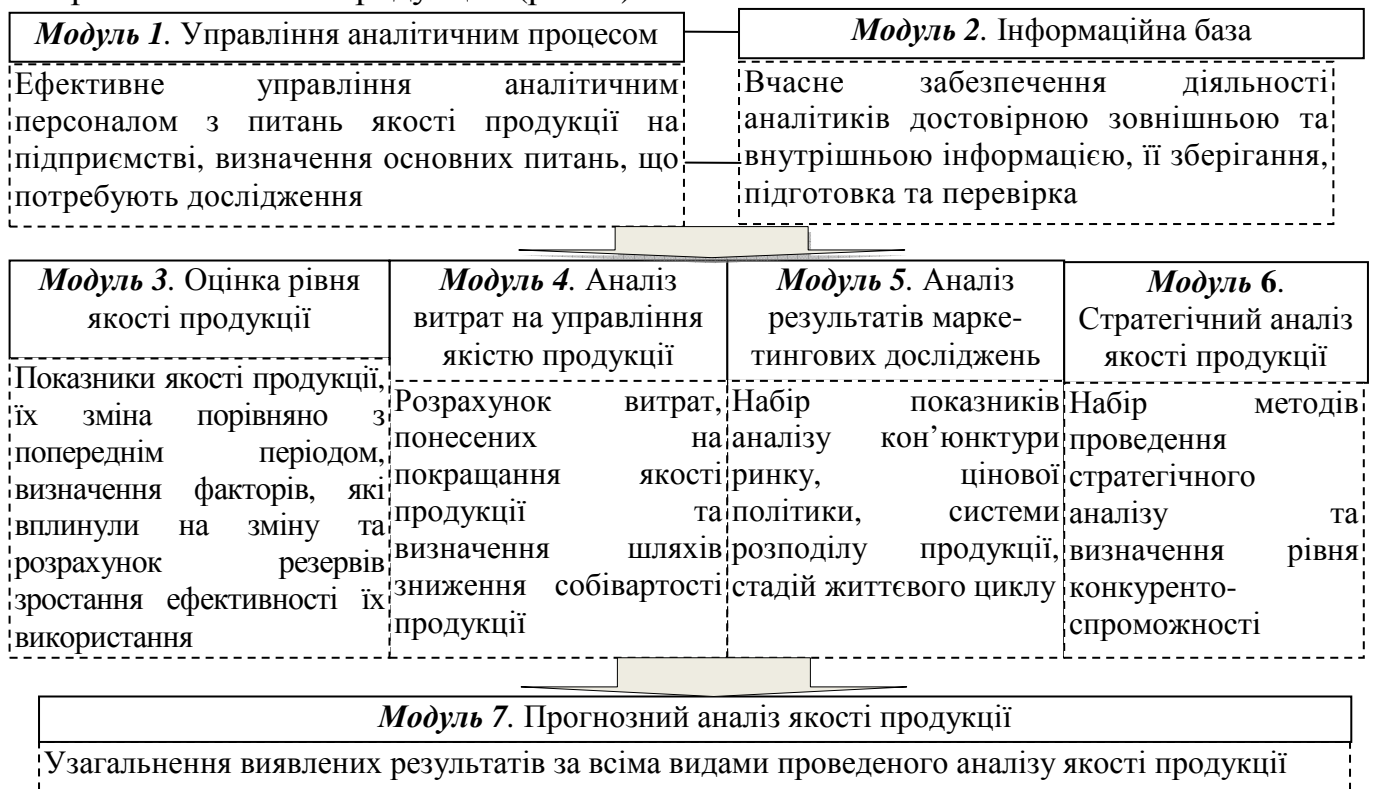 Модуль 1. Управління аналітичним процесом
Ефективне управління аналітичним
персоналом з питань якості продукції на
підприємстві, визначення основних питань, що
потребують дослідження
Модуль 2. Інформаційна база
Вчасне забезпечення діяльності
аналітиків достовірною зовнішньою та
внутрішньою інформацією, її зберігання,
підготовка та перевірка
Модуль 3. Оцінка рівня
якості продукції
Показники якості продукції,
їх зміна порівняно з
попереднім періодом,
визначення факторів, які
вплинули на зміну та
розрахунок резервів
зростання ефективності їх
використання
Модуль 4. Аналіз
витрат на управління
якістю продукції
Розрахунок витрат,
понесених на
покращання якості
продукції та
визначення шляхів
зниження собівартості
продукції
Модуль 5. Аналіз
результатів марке-
тингових досліджень
Набір показників
аналізу кон’юнктури
ринку, цінової
політики, системи
розподілу продукції,
стадій життєвого циклу
Модуль 6.
Стратегічний аналіз
якості продукції
Набір методів
проведення
стратегічного
аналізу та
визначення рівня
конкуренто-
спроможності
Модуль 7. Прогнозний аналіз якості продукції
Узагальнення виявлених результатів за всіма видами проведеного аналізу якості продукції